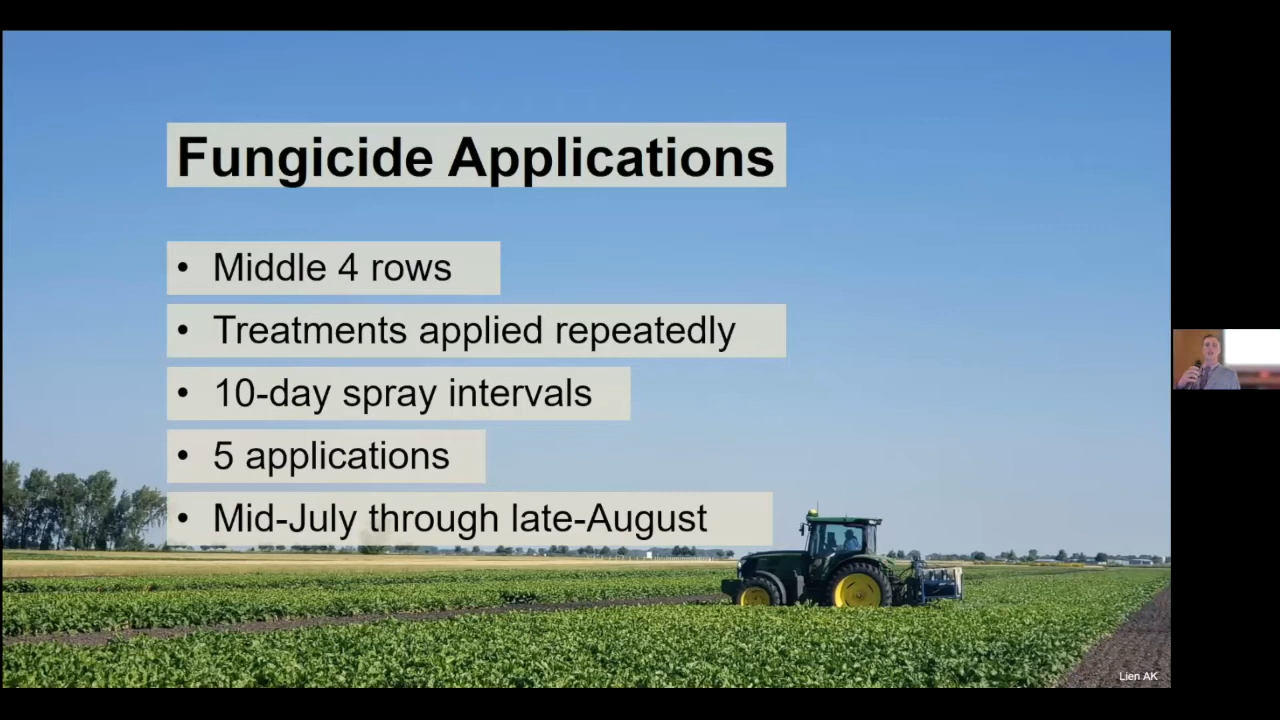 Fungicide Applications
• Middle 4 rows
• Treatments applied repeatedly
• 10-day spray intervals
• 5 applications
• Mid-July through late-August
Lien AK